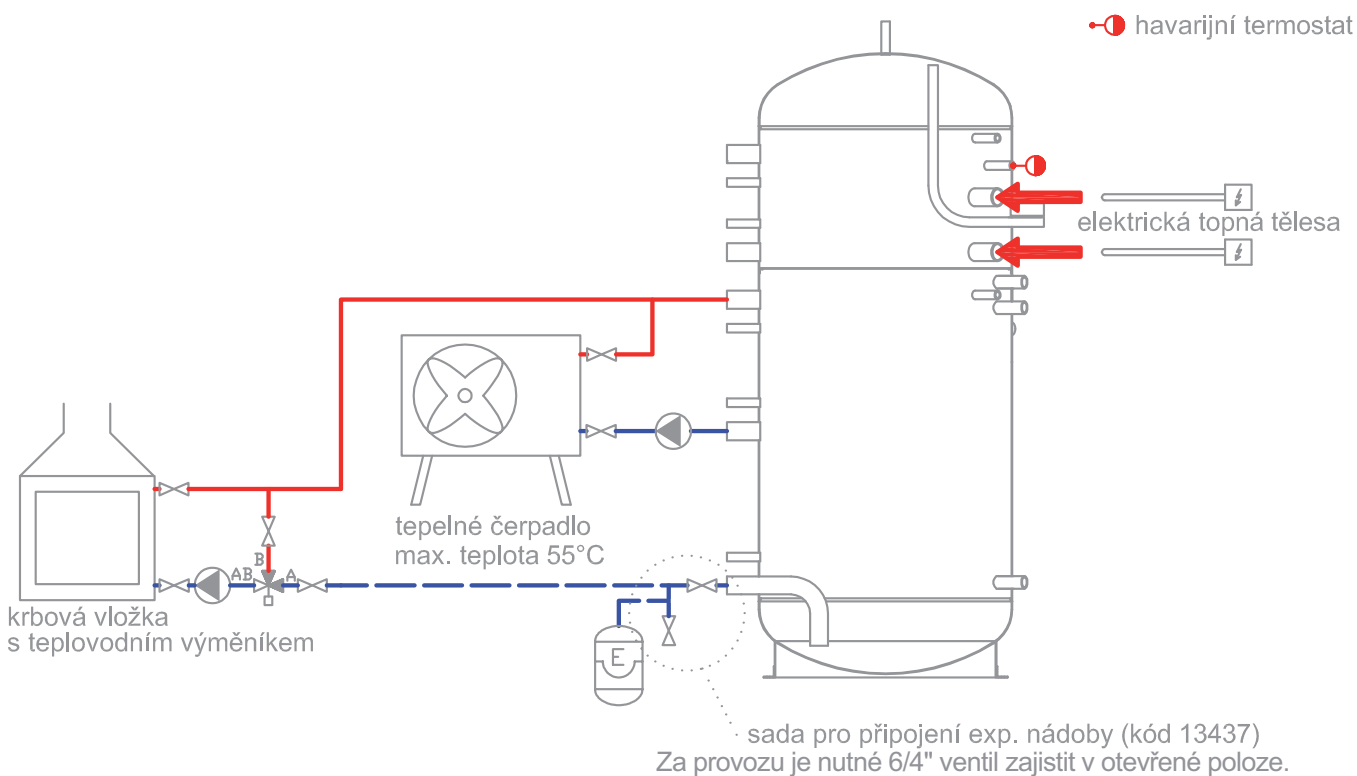 havarijní termostat
elektrická topná tělesa
tepelné čerpadlo
max. teplota 55°C
B
AB
A
krbová vložka
s teplovodním výměníkem
E
sada pro připojení exp. nádoby (kód 13437)
Za provozu je nutné 6/4" ventil zajistit v otevřené poloze.